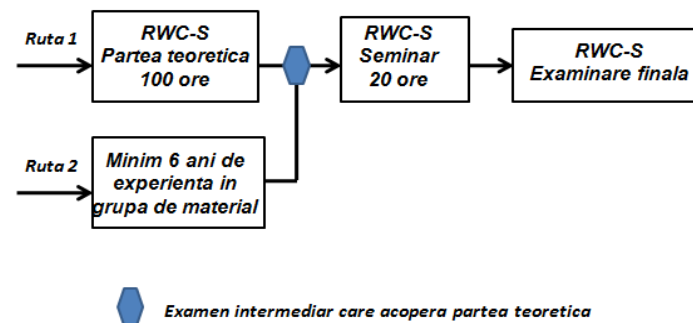 Ruta 1
RWC-S
Partea teoretica
100 ore
RWC-S
Seminar
20 ore
RWC-S
Examinare finala
Ruta 2
Minim 6 ani de
experienta in
grupa de material
Examen intermediar care acopera partea teoretica